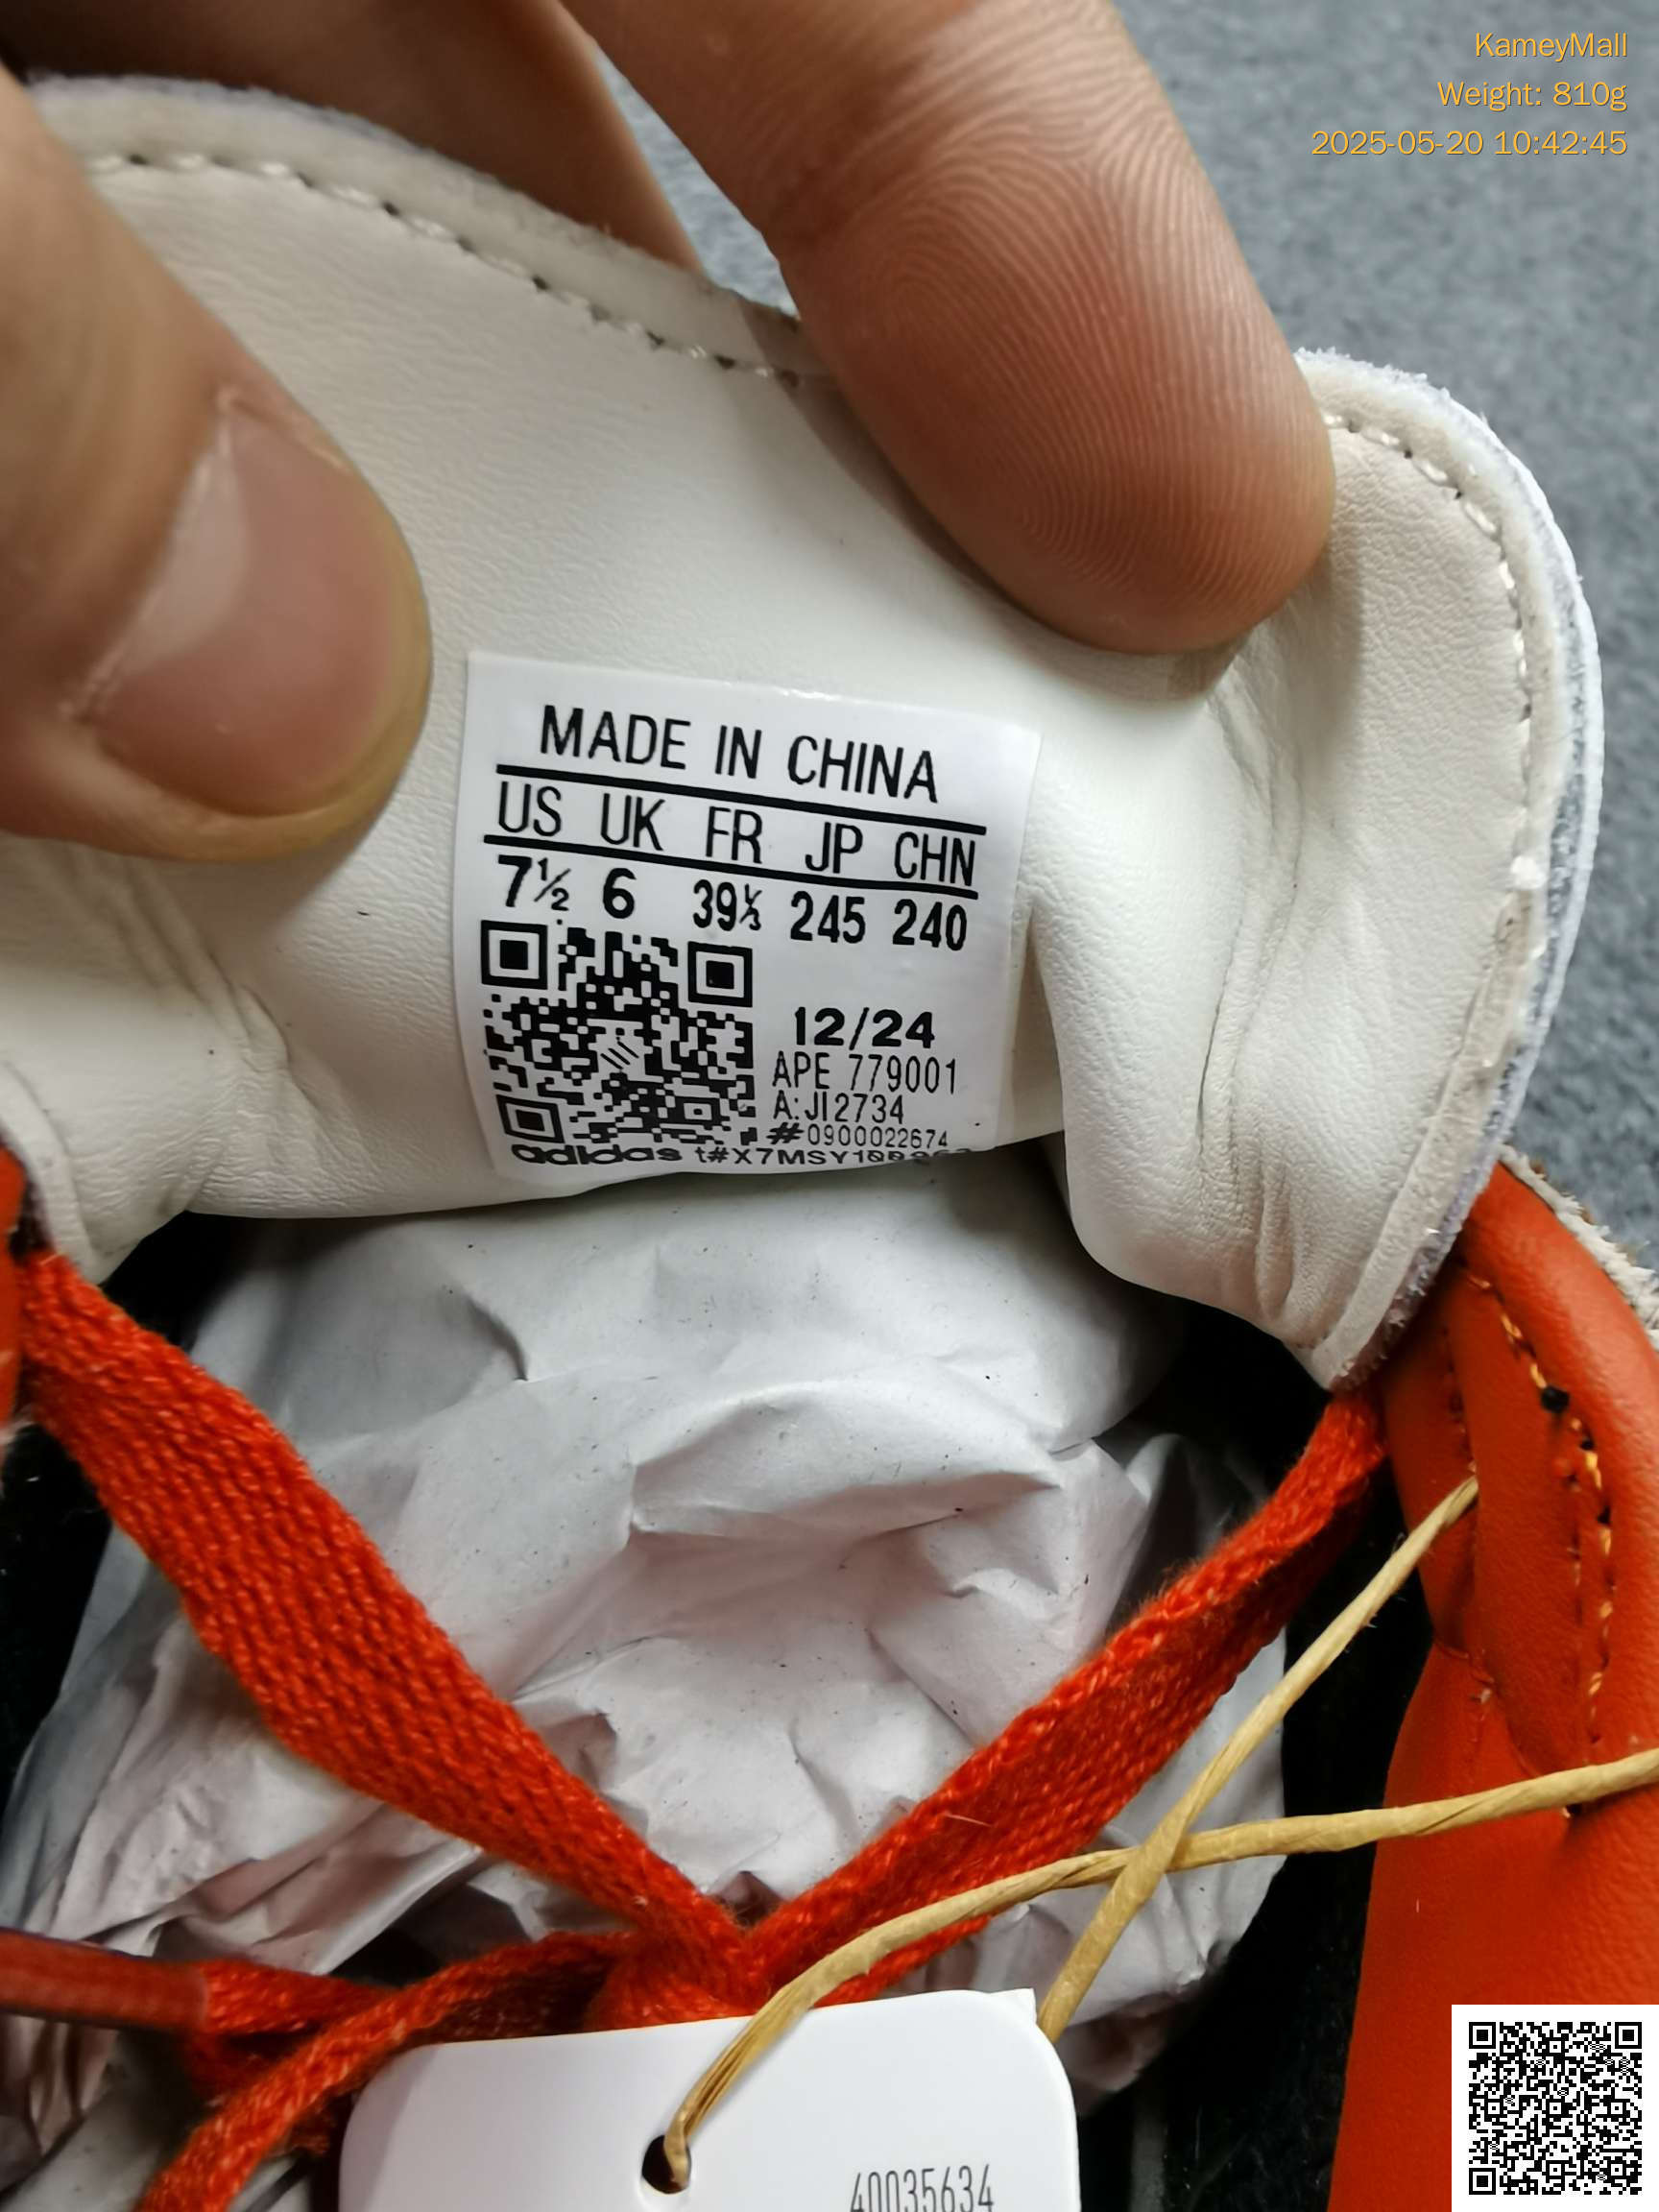 KameyMall
Weight: 810g
2025-05-20 10:42:45
MADE IN CHINA
US UK FR JP CHN
7½ 6 39⅓ 245 240
12/24
APE 779001
A:JI2734
#0900022674
adidas
40035634